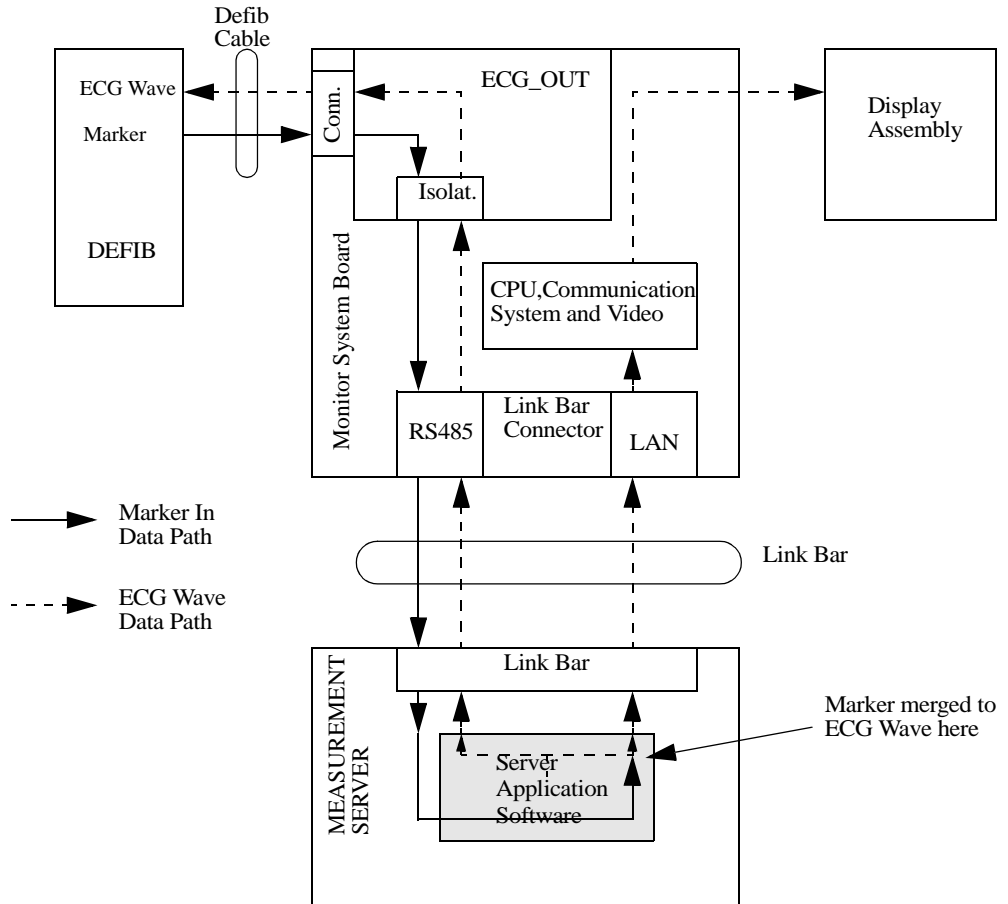 Defib
Cable
ECG Wave
Marker
DEFIB
Conn.
ECG_OUT
Isolat.
Display
Assembly
Monitor System Board
CPU,Communication
System and Video
RS485
Link Bar
Connector
LAN
Marker In
Data Path
ECG Wave
Data Path
Link Bar
MEASUREMENT
SERVER
Link Bar
Server
Application
Software
Marker merged to
ECG Wave here